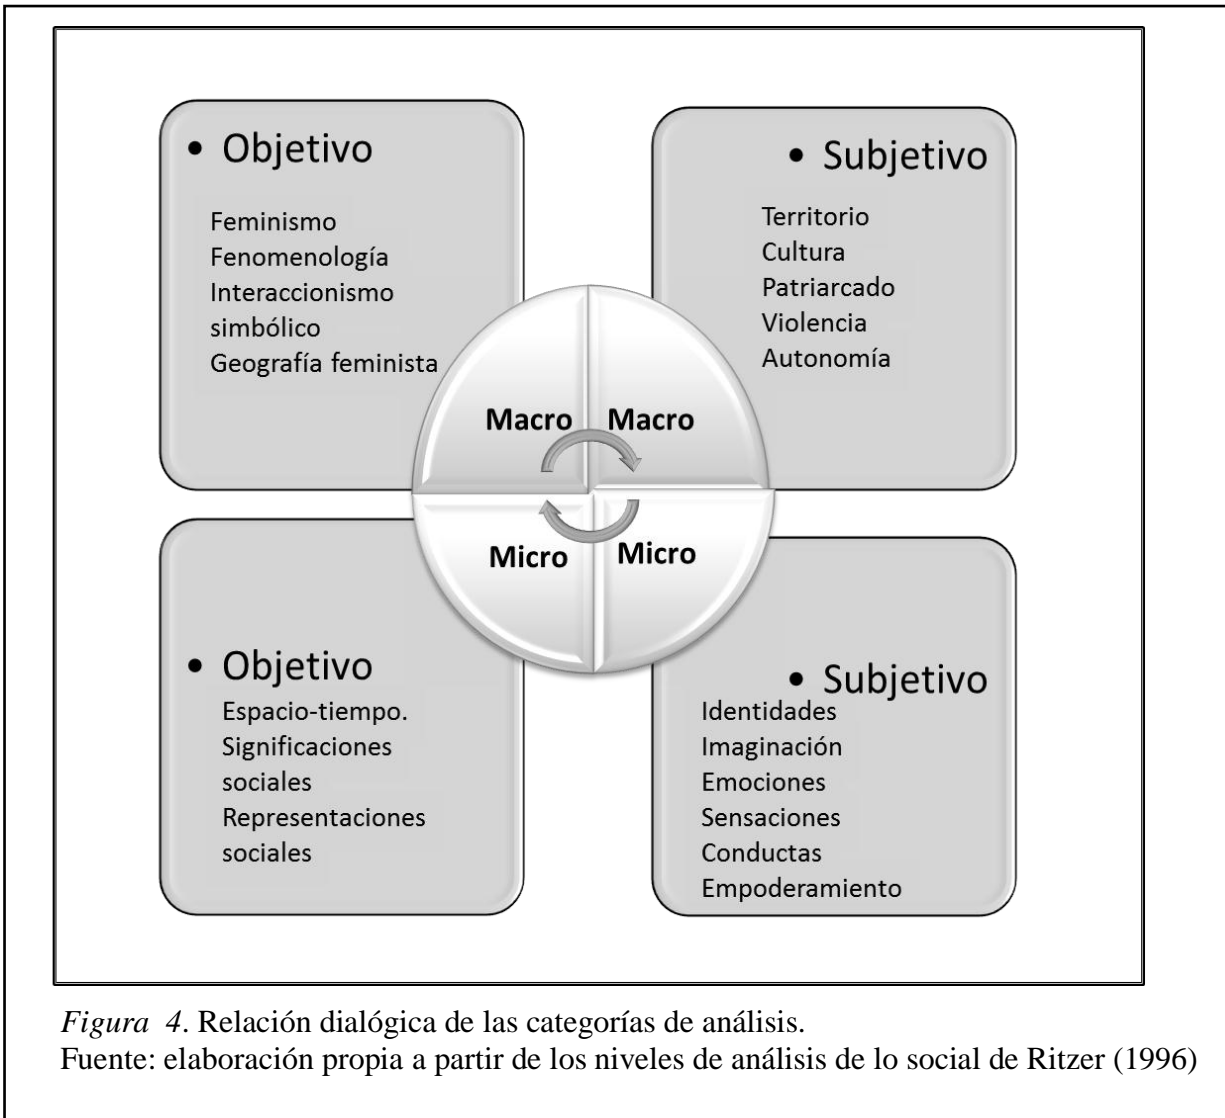 • Objetivo
Feminismo
Fenomenología
Interaccionismo
simbólico
Geografía feminista
• Subjetivo
Territorio
Cultura
Patriarcado
Violencia
Autonomía
Macro
Macro
Micro
Micro
• Objetivo
Espacio-tiempo.
Significaciones
sociales
Representaciones
sociales
• Subjetivo
Identidades
Imaginación
Emociones
Sensaciones
Conductas
Empoderamiento
Figura 4. Relación dialógica de las categorías de análisis.
Fuente: elaboración propia a partir de los niveles de análisis de lo social de Ritzer (1996)